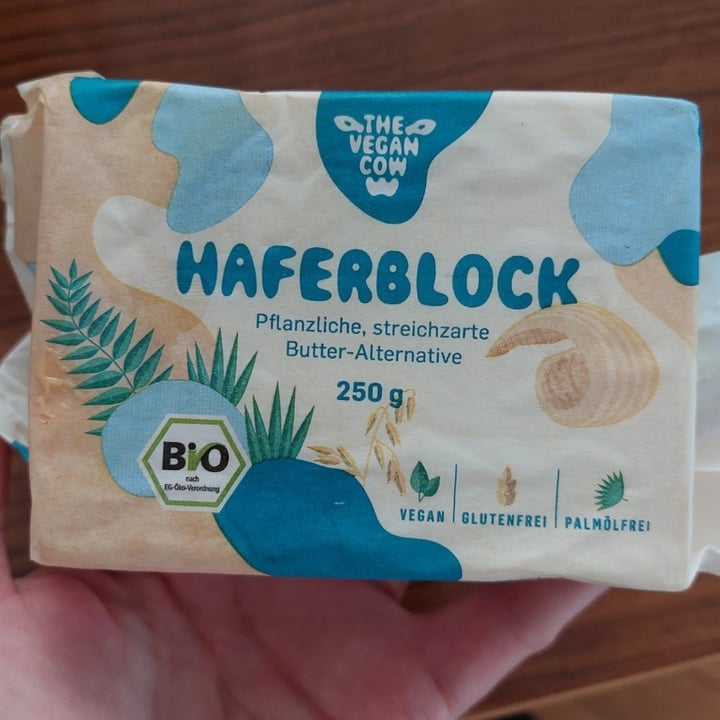 THE
VEGAN
COW
HAFERBLOCK
Pflanzliche, streichzarte
Butter-Alternative
250 g
BiO
nach
EG-Öko-Verordnung
VEGAN
GLUTENFREI
PALMÖLFREI